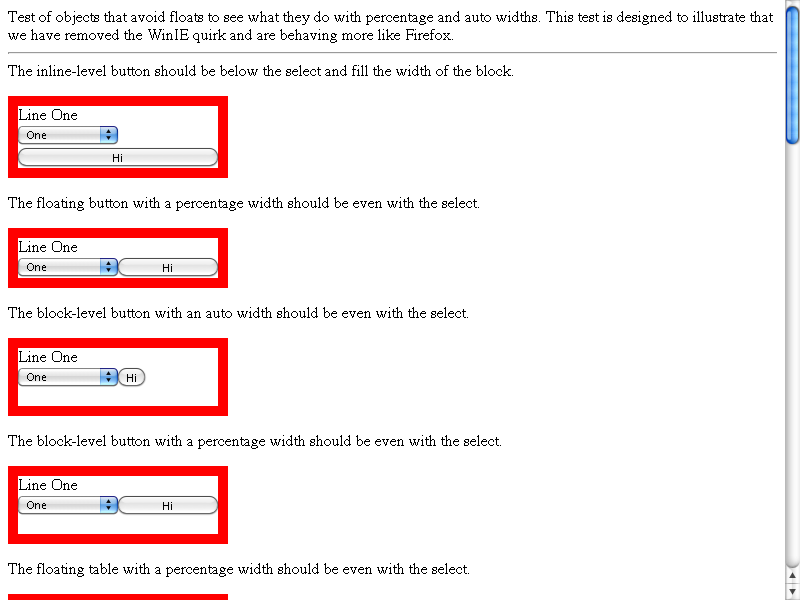 Test of objects that avoid floats to see what they do with percentage and auto widths. This test is designed to illustrate that
we have removed the WinIE quirk and are behaving more like Firefox.
The inline-level button should be below the select and fill the width of the block.
Line One
One
Hi
The floating button with a percentage width should be even with the select.
Line One
One Hi
The block-level button with an auto width should be even with the select.
Line One
One Hi
The block-level button with a percentage width should be even with the select.
Line One
One Hi
The floating table with a percentage width should be even with the select.